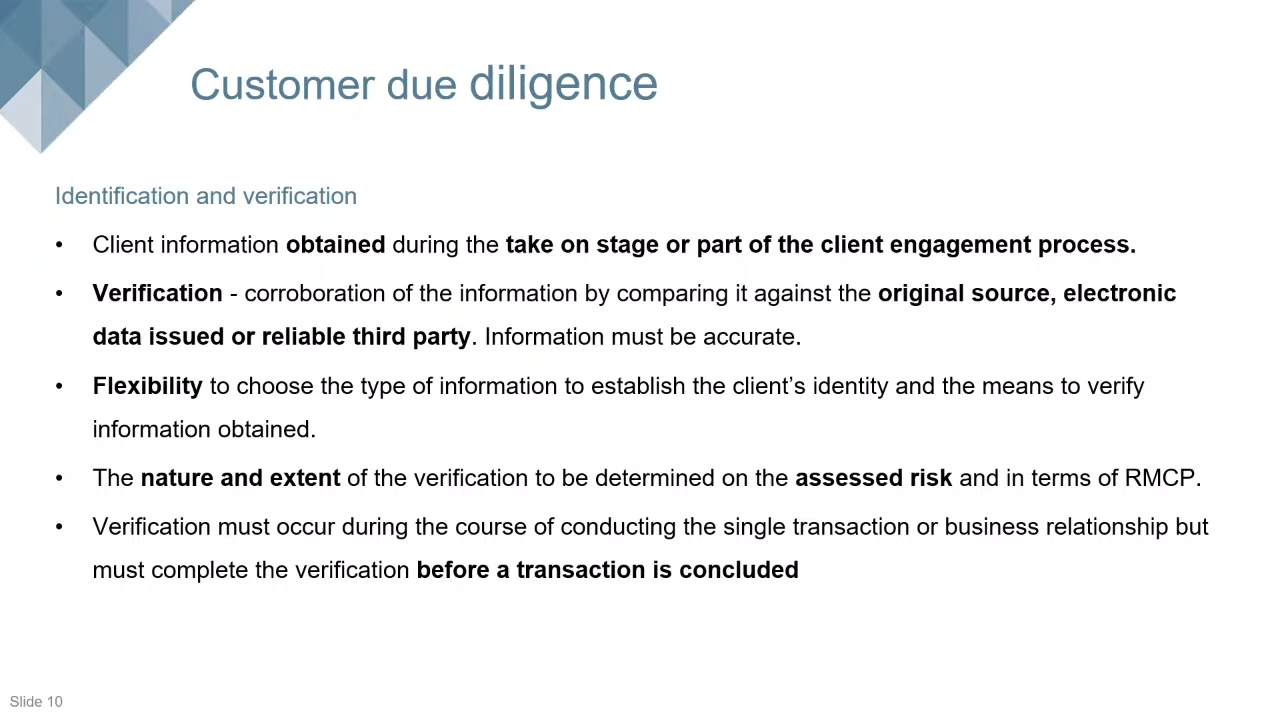 Customer due diligence
Identification and verification
• Client information obtained during the take on stage or part of the client engagement process.
• Verification - corroboration of the information by comparing it against the original source, electronic
data issued or reliable third party. Information must be accurate.
• Flexibility to choose the type of information to establish the client’s identity and the means to verify
information obtained.
• The nature and extent of the verification to be determined on the assessed risk and in terms of RMCP.
• Verification must occur during the course of conducting the single transaction or business relationship but
must complete the verification before a transaction is concluded
Slide 10